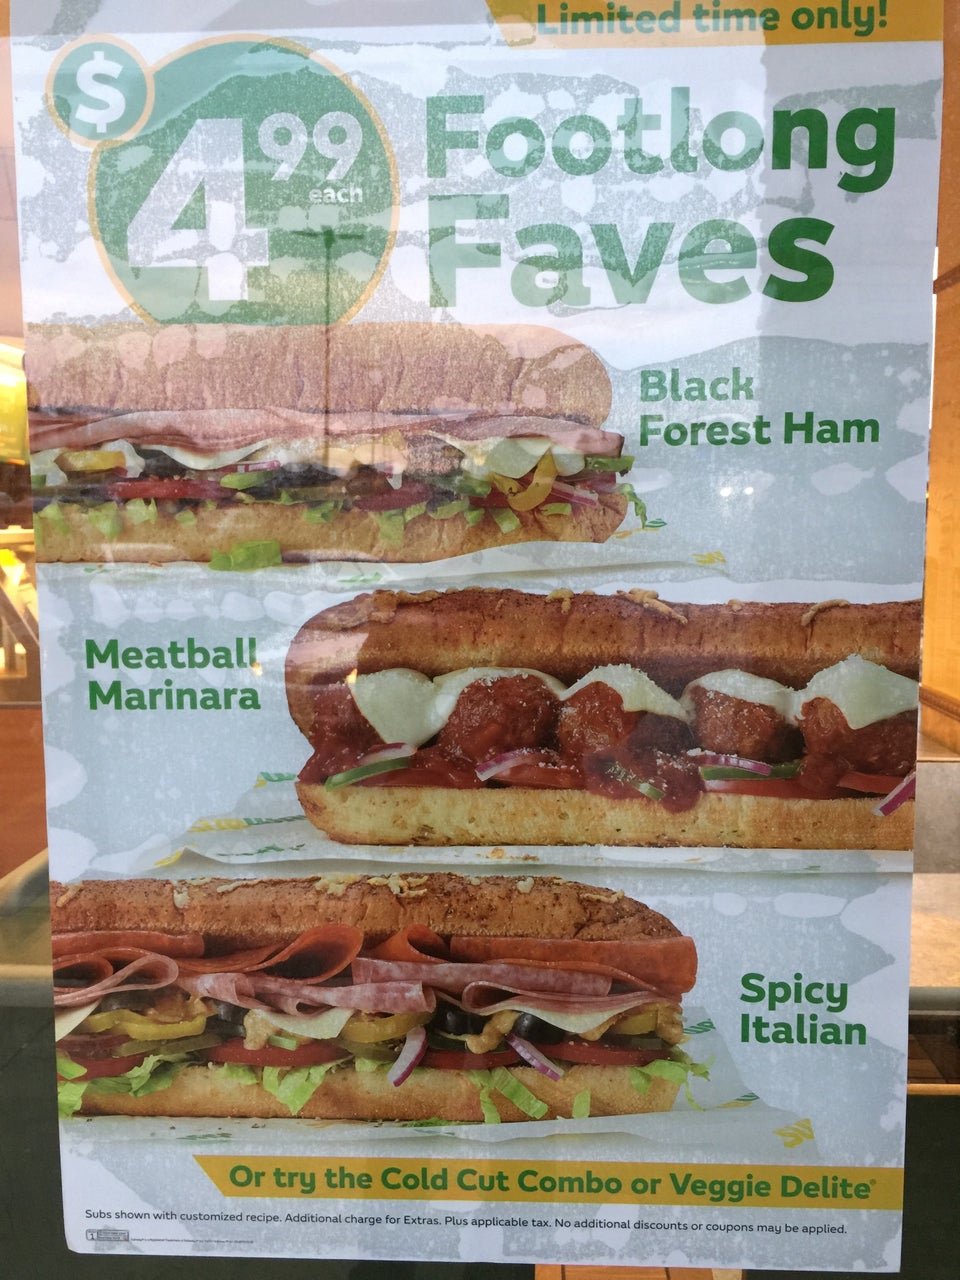 Limited time only!
$4.99 each
Footlong
Faves
Black
Forest Ham
Meatball
Marinara
Spicy
Italian
Or try the Cold Cut Combo or Veggie Delite®
Subs shown with customized recipe. Additional charge for Extras. Plus applicable tax. No additional discounts or coupons may be applied.